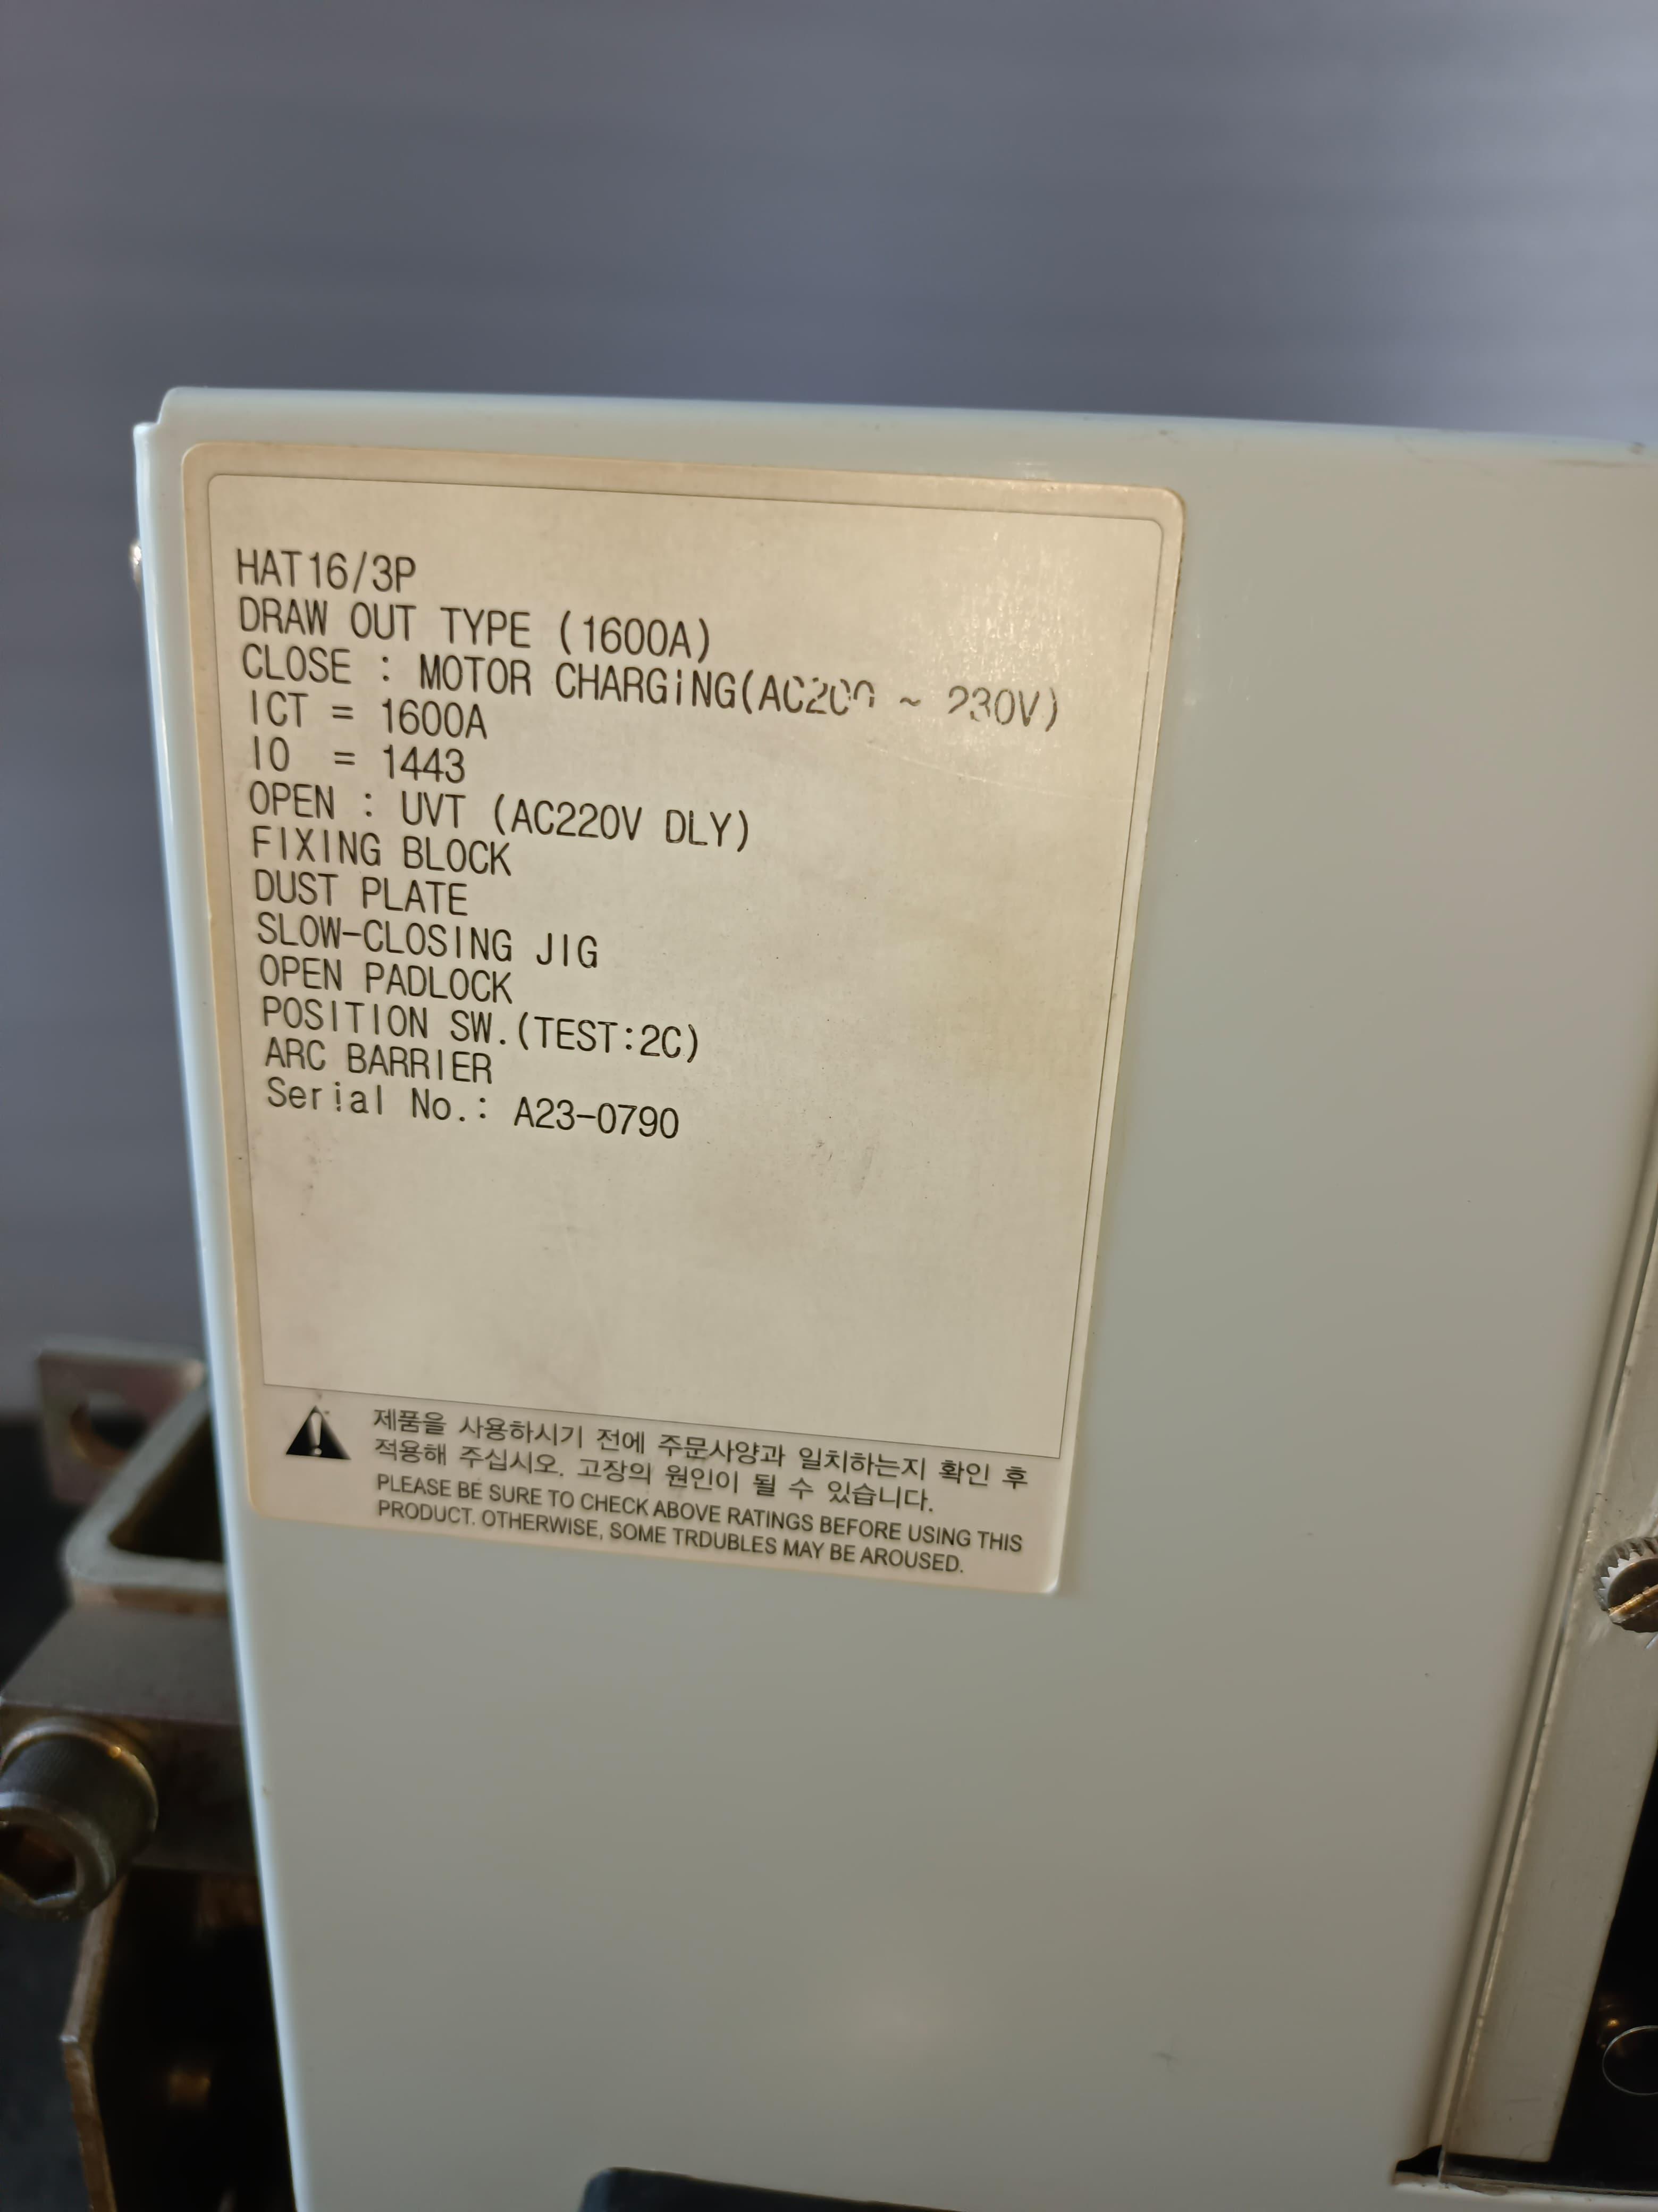 HAT16/3P
DRAW OUT TYPE (1600A)
CLOSE : MOTOR CHARGiNG(AC200 ~ 230V)
ICT = 1600A
IO = 1443
OPEN : UVT (AC220V DLY)
FIXING BLOCK
DUST PLATE
SLOW-CLOSING JIG
OPEN PADLOCK
POSITION SW.(TEST:2C)
ARC BARRIER
Serial No.: A23-0790
제품을 사용하시기 전에 주문사양과 일치하는지 확인 후
적용해 주십시오. 고장의 원인이 될 수 있습니다.
PLEASE BE SURE TO CHECK ABOVE RATINGS BEFORE USING THIS
PRODUCT. OTHERWISE, SOME TRDUBLES MAY BE AROUSED.